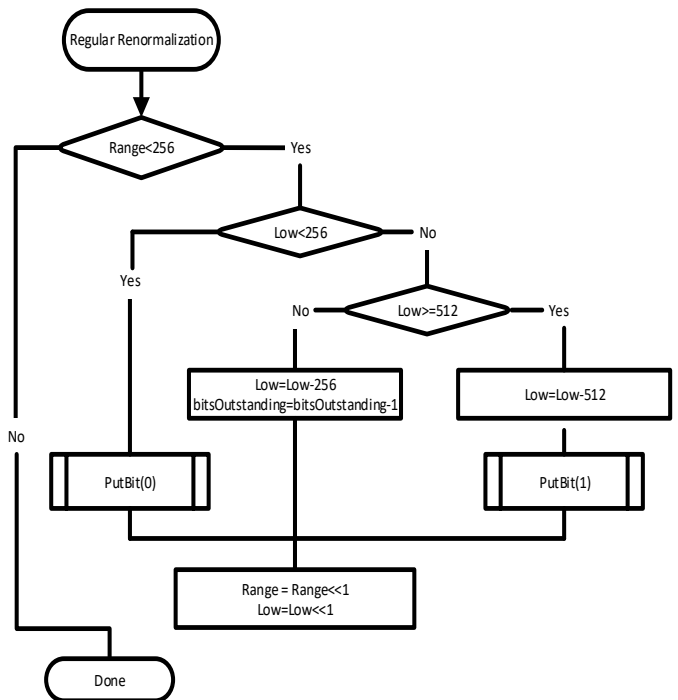 Regular Renormalization
Range<256
Yes
Low<256
No
Yes
Low>=512
No
Yes
Low=Low-256
bitsOutstanding=bitsOutstanding-1
Low=Low-512
No
PutBit(0)
PutBit(1)
Range = Range<<1
Low=Low<<1
Done